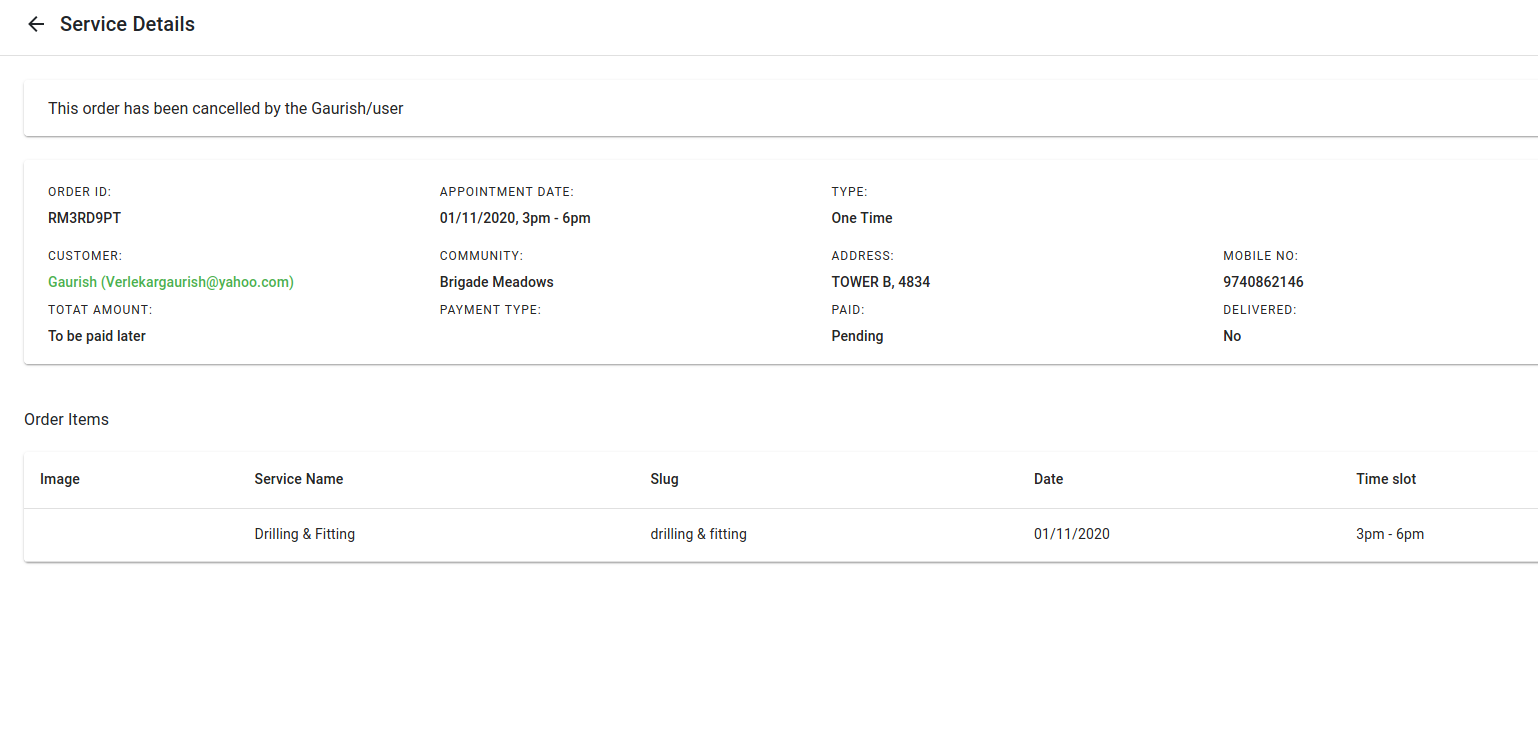 Service Details
This order has been cancelled by the Gaurish/user
ORDER ID: APPOINTMENT DATE: TYPE:
RM3RD9PT 01/11/2020, 3pm - 6pm One Time
CUSTOMER: COMMUNITY: ADDRESS: MOBILE NO:
Gaurish (Verlekargaurish@yahoo.com) Brigade Meadows TOWER B, 4834 9740862146
TOTAT AMOUNT: PAYMENT TYPE: PAID: DELIVERED:
To be paid later Pending No
Order Items
Image Service Name Slug Date Time slot
Drilling & Fitting drilling & fitting 01/11/2020 3pm - 6pm